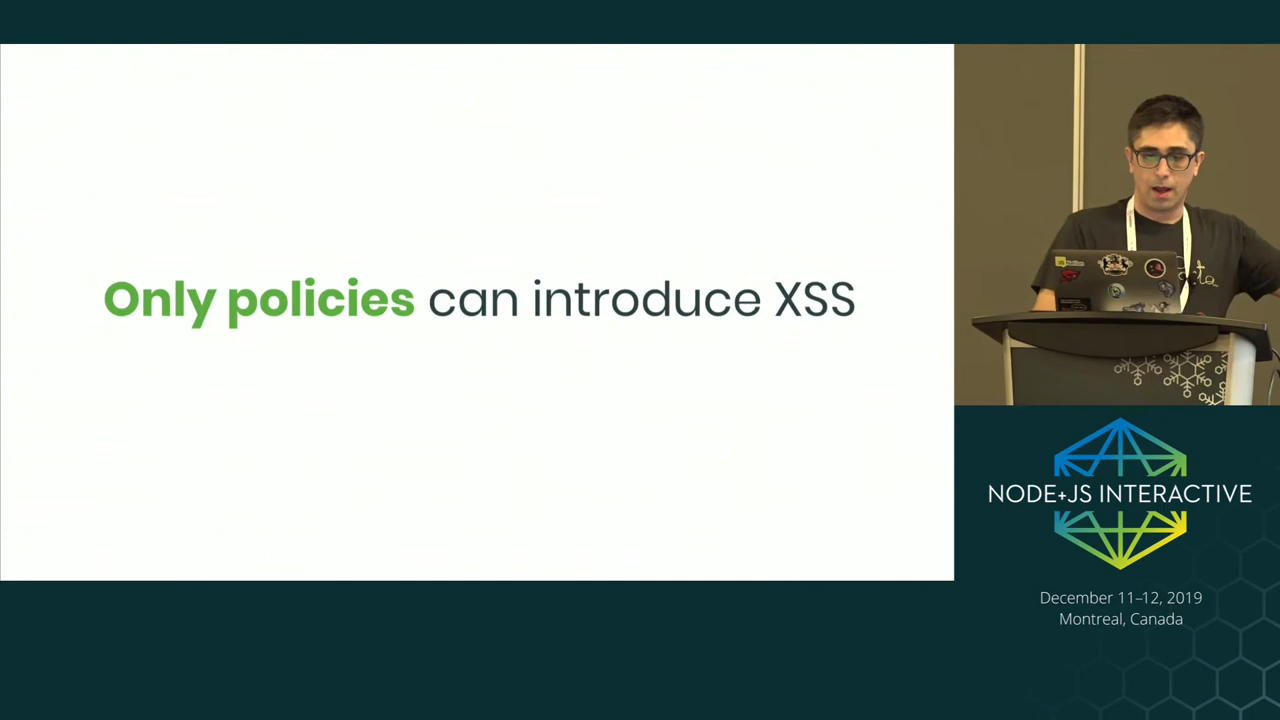 Only policies can introduce XSS
NODE+JS INTERACTIVE
December 11–12, 2019
Montreal, Canada